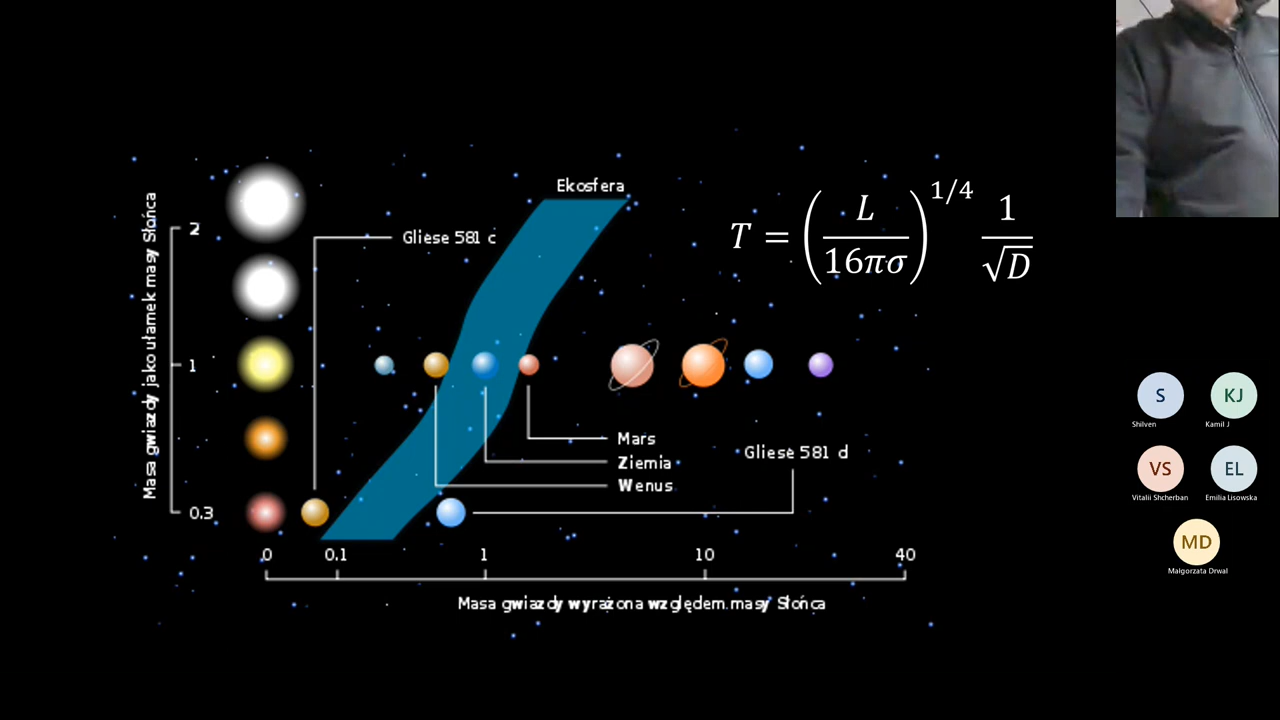 Ekosfera
T = (L / 16πσ)^{1/4} 1/√D
Masa gwiazdy jako ułamek masy Słońca
2
1
0.3
Gliese 581 c
Mars
Ziemia
Wenus
Gliese 581 d
0
0.1
1
10
40
Masa gwiazdy wyrażona względem masy Słońca
S
Shilven
KJ
Kamil J
VS
Vitalii Shcherban
EL
Emilia Lisowska
MD
Małgorzata Drwal